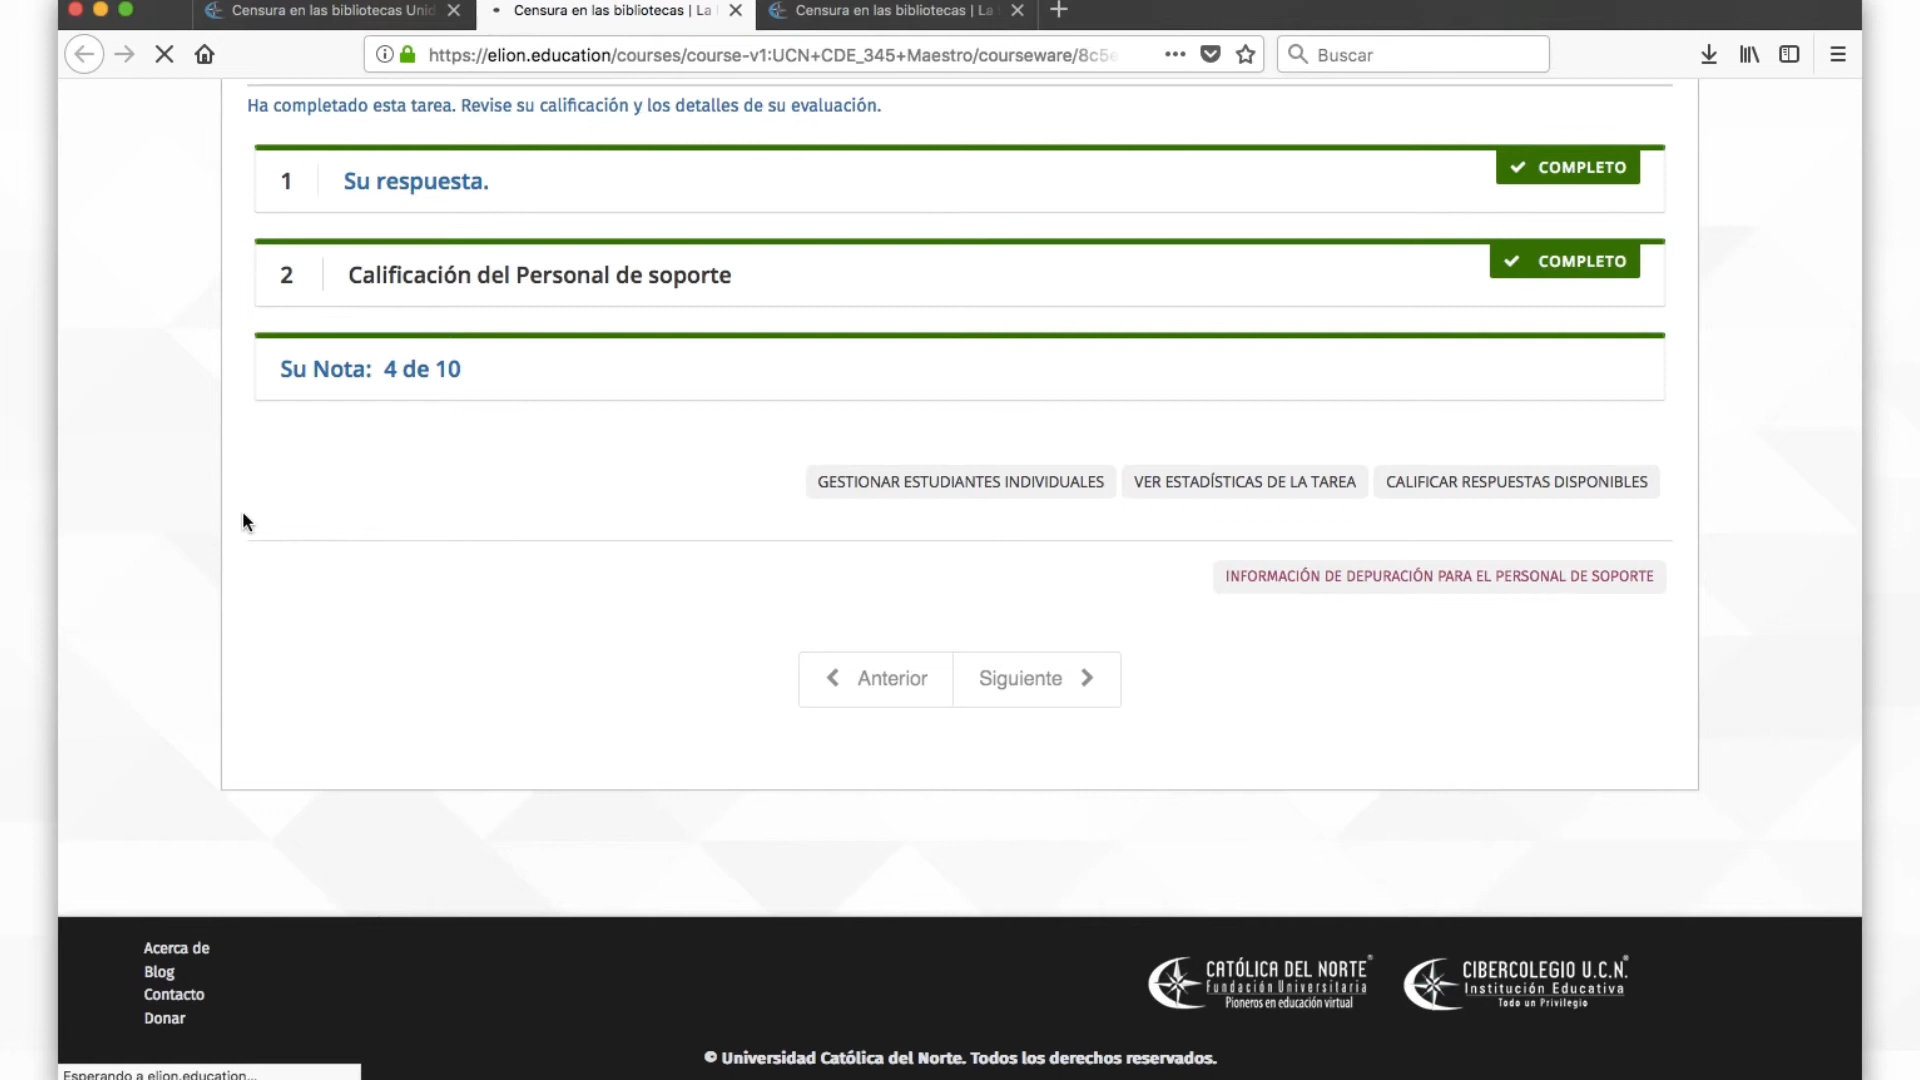 Censura en las bibliotecas Unid
Censura en las bibliotecas | La
Censura en las bibliotecas | La
https://elion.education/courses/course-v1:UCN+CDE_345+Maestro/courseware/8c5e
Buscar
Ha completado esta tarea. Revise su calificación y los detalles de su evaluación.
1 Su respuesta.
COMPLETO
2 Calificación del Personal de soporte
COMPLETO
Su Nota: 4 de 10
GESTIONAR ESTUDIANTES INDIVIDUALES
VER ESTADÍSTICAS DE LA TAREA
CALIFICAR RESPUESTAS DISPONIBLES
INFORMACIÓN DE DEPURACIÓN PARA EL PERSONAL DE SOPORTE
Anterior
Siguiente
Acerca de
Blog
Contacto
Donar
CATÓLICA DEL NORTE®
Fundación Universitaria
Pioneros en educación virtual
CIBERCOLEGIO U.C.N.®
Institución Educativa
Todo un Privilegio
© Universidad Católica del Norte. Todos los derechos reservados.
Esperando a elion.education...